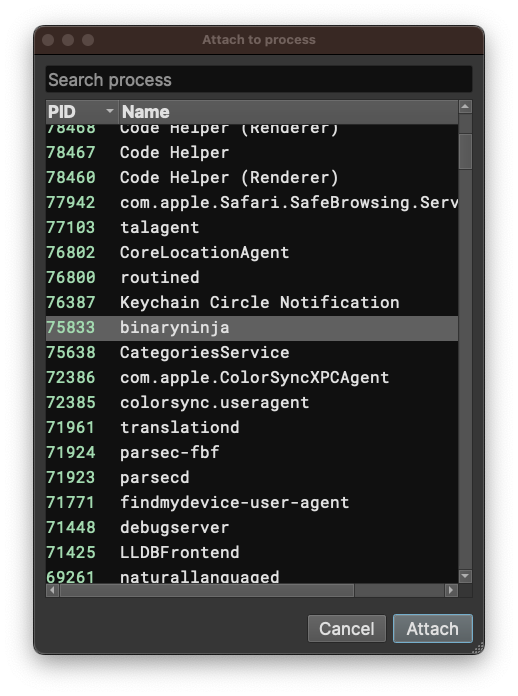 Attach to process
Search process
PID Name
78468 Code Helper (Renderer)
78467 Code Helper
78460 Code Helper (Renderer)
77942 com.apple.Safari.SafeBrowsing.Serv
77103 talagent
76802 CoreLocationAgent
76800 routined
76387 Keychain Circle Notification
75833 binaryninja
75638 CategoriesService
72386 com.apple.ColorSyncXPCAgent
72385 colorsync.useragent
71961 translationd
71924 parsec-fbf
71923 parsecd
71771 findmydevice-user-agent
71448 debugserver
71425 LLDBFrontend
69261 naturallanguaged
Cancel Attach